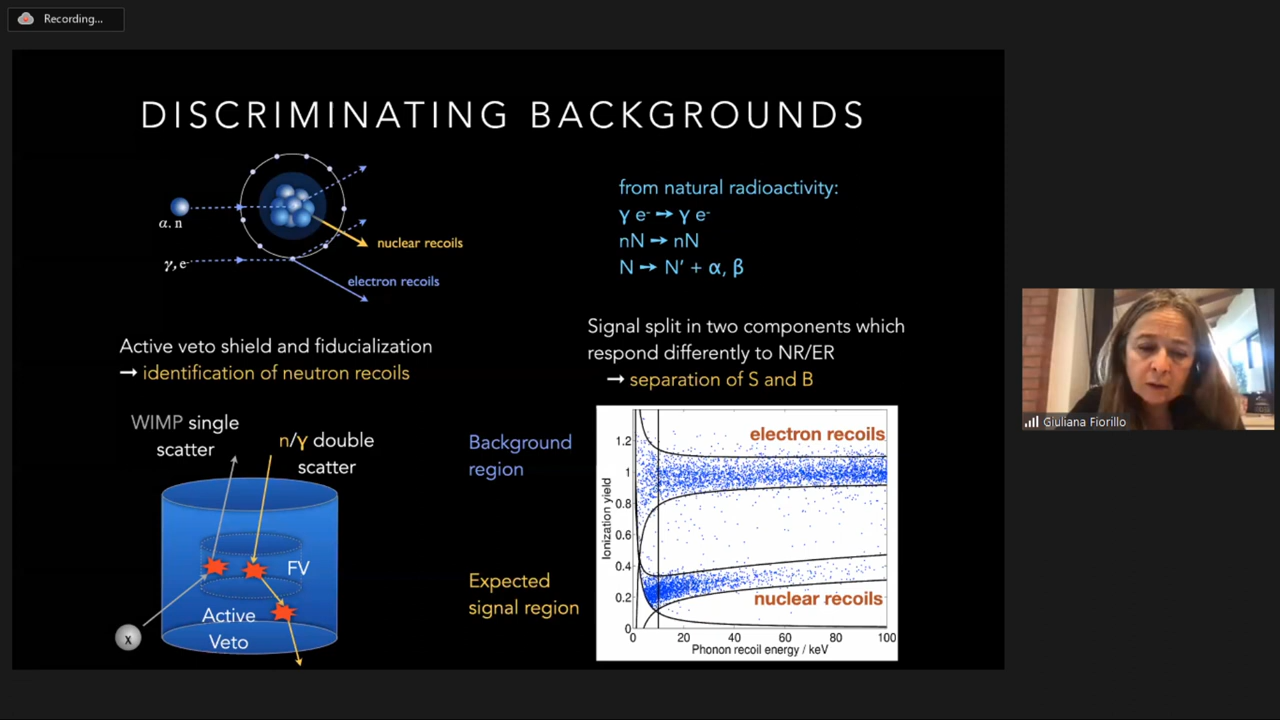 Recording...
DISCRIMINATING BACKGROUNDS
α, n
γ, e-
nuclear recoils
electron recoils
from natural radioactivity:
γ e- → γ e-
nN → nN
N → N' + α, β
Active veto shield and fiducialization
→ identification of neutron recoils
Signal split in two components which
respond differently to NR/ER
→ separation of S and B
WIMP single
scatter
n/γ double
scatter
FV
Active
Veto
χ
Background
region
Expected
signal region
electron recoils
nuclear recoils
Ionization yield
1.2
1
0.8
0.6
0.4
0.2
0
0 20 40 60 80 100
Phonon recoil energy / keV
Giuliana Fiorillo